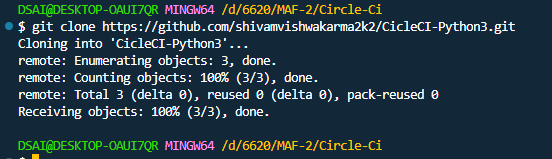 DSAI@DESKTOP-OAUI7QR MINGW64 /d/6620/MAF-2/Circle-Ci
$ git clone https://github.com/shivamvishwakarma2k2/CicleCI-Python3.git
Cloning into 'CicleCI-Python3'...
remote: Enumerating objects: 3, done.
remote: Counting objects: 100% (3/3), done.
remote: Total 3 (delta 0), reused 0 (delta 0), pack-reused 0
Receiving objects: 100% (3/3), done.
DSAI@DESKTOP-OAUI7QR MINGW64 /d/6620/MAF-2/Circle-Ci
$